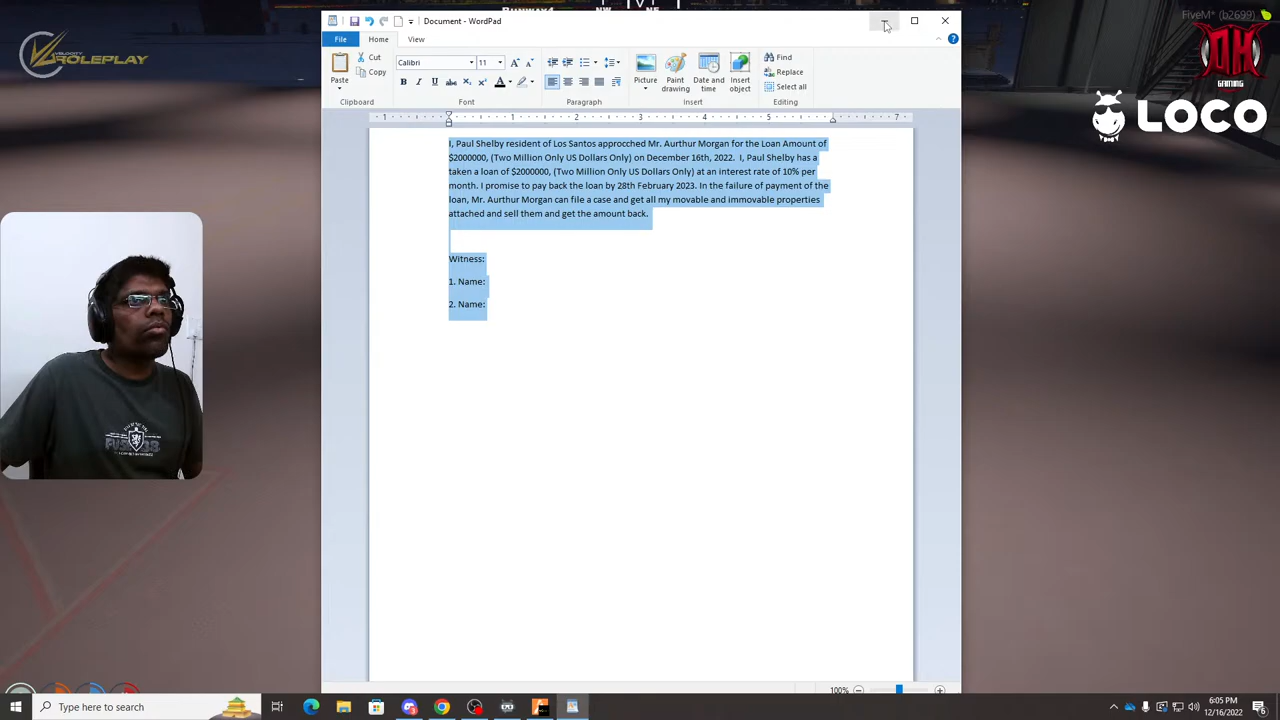 FiveM* (b2699)
Document - WordPad
File
Home
View
Paste
Cut
Copy
Clipboard
Calibri
11
Font
Paragraph
Picture
Paint drawing
Date and time
Insert object
Insert
Find
Replace
Select all
Editing
VELOCITY
GAMING
LOCO
I, Paul Shelby resident of Los Santos approcched Mr. Aurthur Morgan for the Loan Amount of
$2000000, (Two Million Only US Dollars Only) on December 16th, 2022.  I, Paul Shelby has a
taken a loan of $2000000, (Two Million Only US Dollars Only) at an interest rate of 10% per
month. I promise to pay back the loan by 28th February 2023. In the failure of payment of the
loan, Mr. Aurthur Morgan can file a case and get all my movable and immovable properties
attached and sell them and get the amount back.
Witness:
1. Name:
2. Name:
100%
Type here to search
6:05 PM
12/16/2022